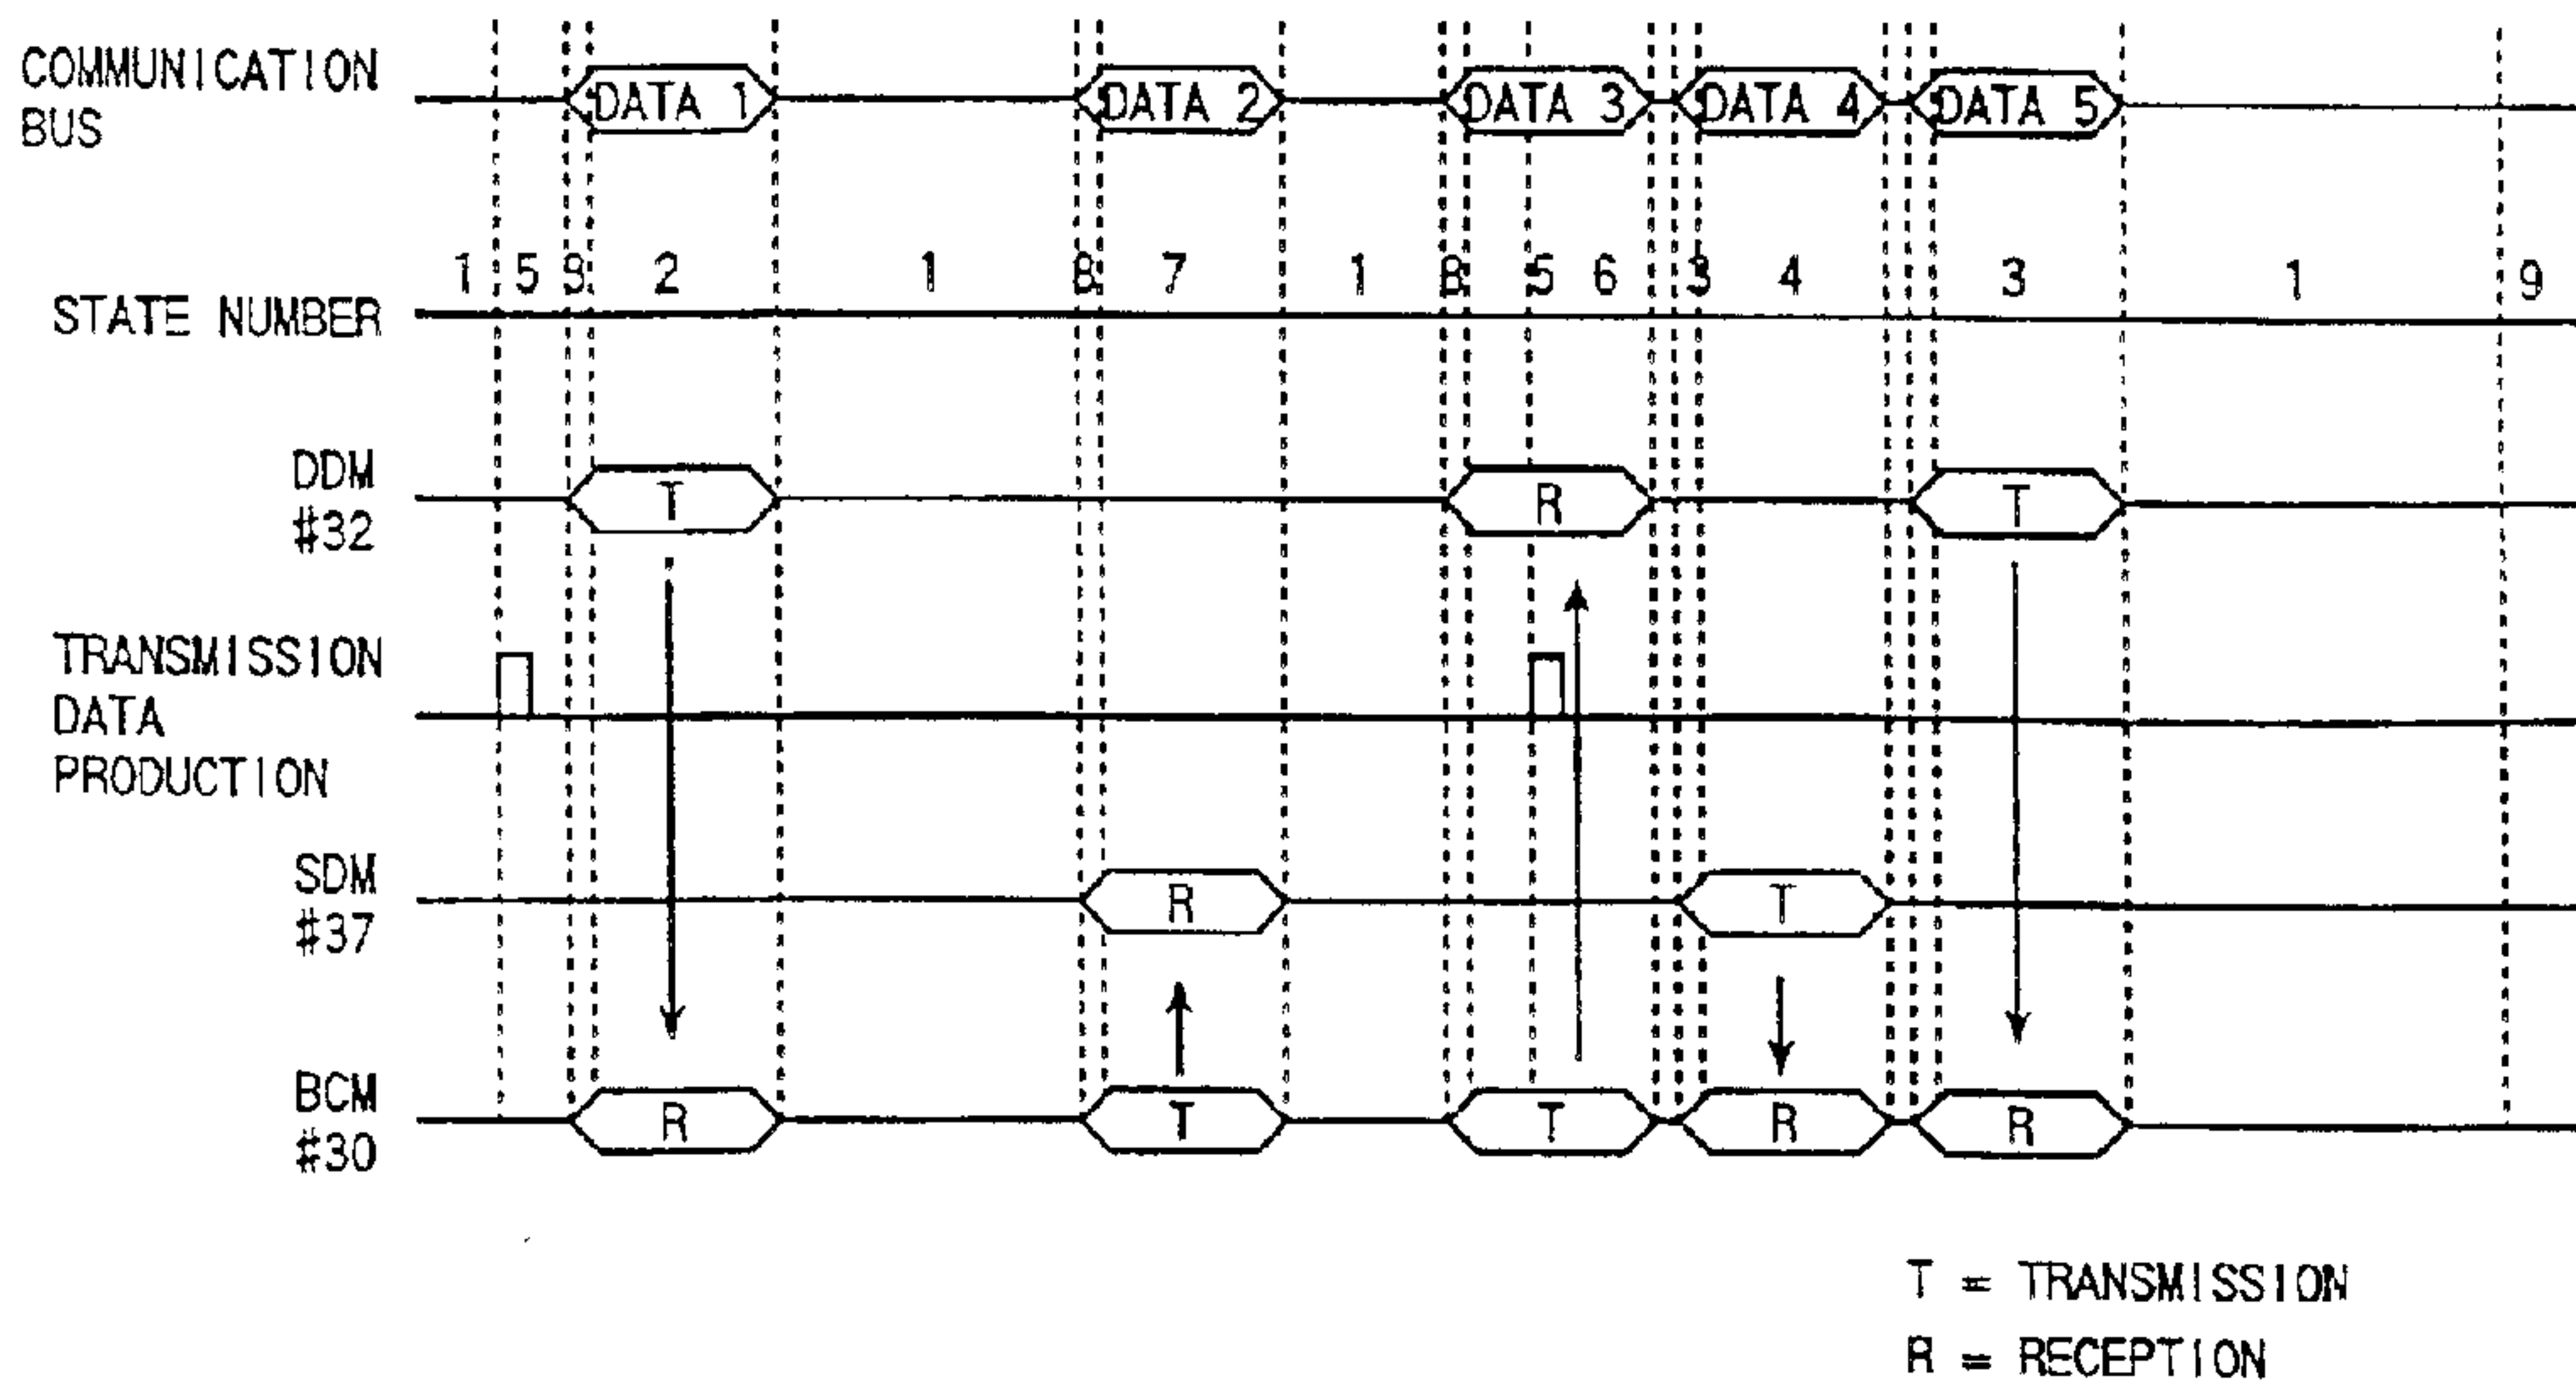 COMMUNICATION
BUS
DATA 1 DATA 2 DATA 3 DATA 4 DATA 5
1 5 8 2 1 8 7 1 8 5 6 3 4 3 1 9
STATE NUMBER
DDM
#32
T R T
TRANSMISSION
DATA
PRODUCTION
SDM
#37
R T
BCM
#30
R T T R R
T = TRANSMISSION
R = RECEPTION